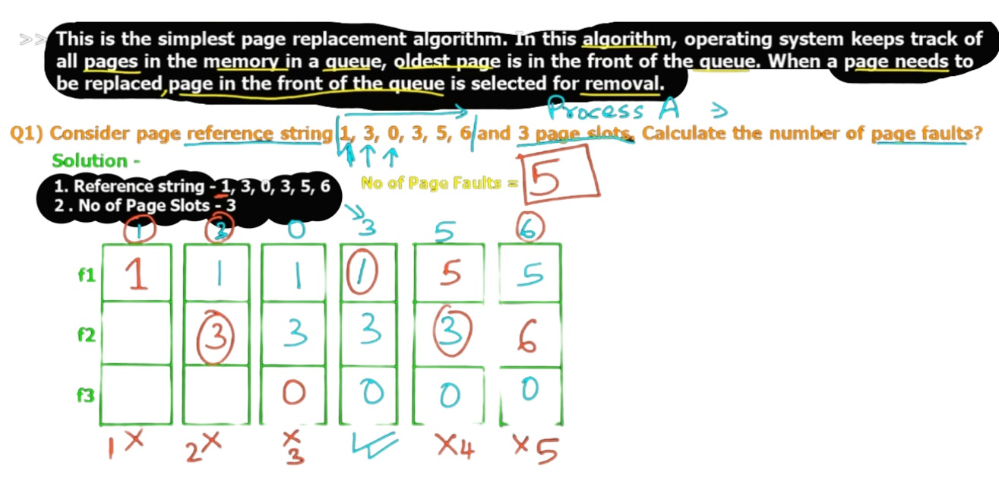 >> This is the simplest page replacement algorithm. In this algorithm, operating system keeps track of
all pages in the memory in a queue, oldest page is in the front of the queue. When a page needs to
be replaced page in the front of the queue is selected for removal.
Process A >
Q1) Consider page reference string 1, 3, 0, 3, 5, 6 and 3 page slots. Calculate the number of page faults?
Solution -
1. Reference string - 1, 3, 0, 3, 5, 6
No of Page Faults = 5
2 . No of Page Slots - 3
1 3 0 3 5 6
f1 1 1 1 1 5 5
f2 3 3 3 3 6
f3 0 0 0 0
1 x 2 x x 3 x 4 x 5